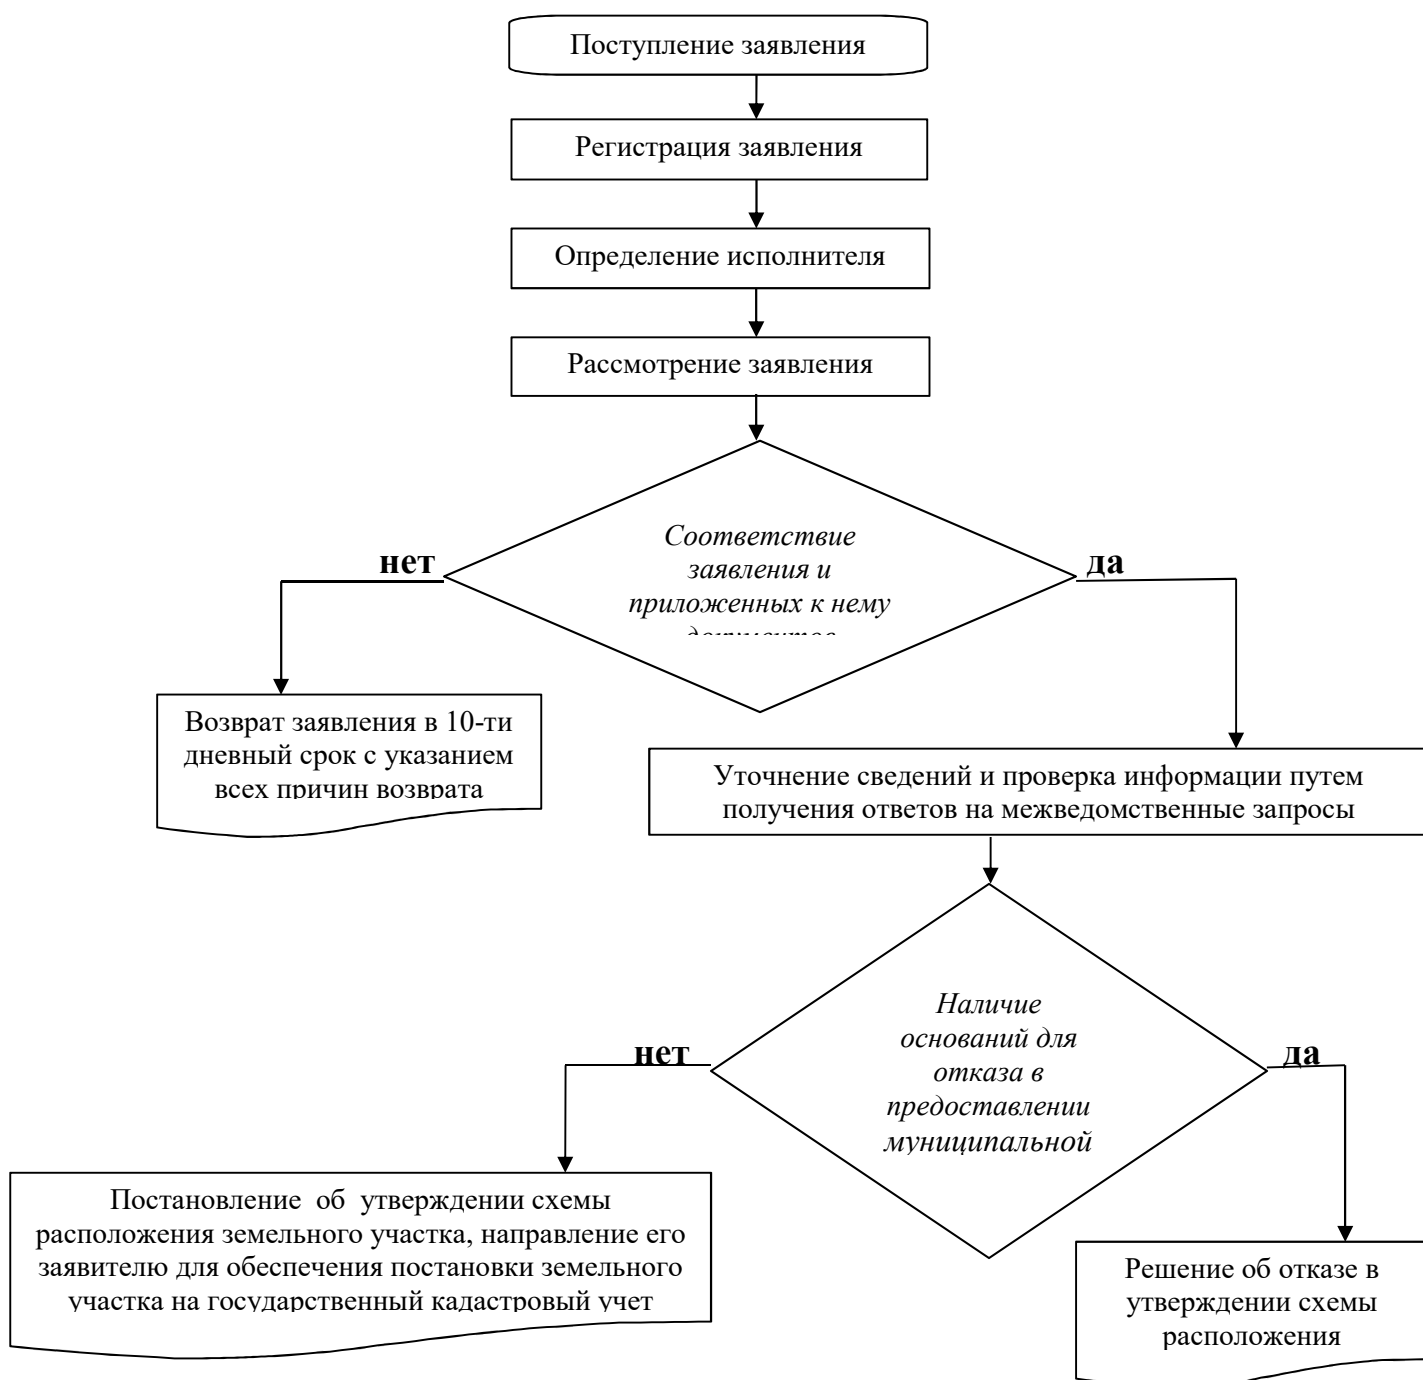 Поступление заявления
Регистрация заявления
Определение исполнителя
Рассмотрение заявления
Соответствие
заявления и
приложенных к нему
документов
нет
да
Возврат заявления в 10-ти
дневный срок с указанием
всех причин возврата
Уточнение сведений и проверка информации путем
получения ответов на межведомственные запросы
Наличие
оснований для
отказа в
предоставлении
муниципальной
нет
да
Постановление об утверждении схемы
расположения земельного участка, направление его
заявителю для обеспечения постановки земельного
участка на государственный кадастровый учет
Решение об отказе в
утверждении схемы
расположения